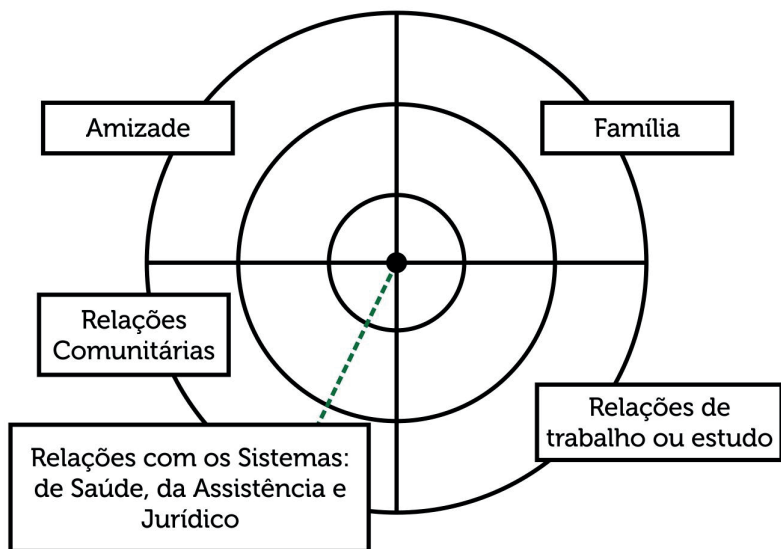 Amizade
Família
Relações
Comunitárias
Relações de
trabalho ou estudo
Relações com os Sistemas:
de Saúde, da Assistência e
Jurídico